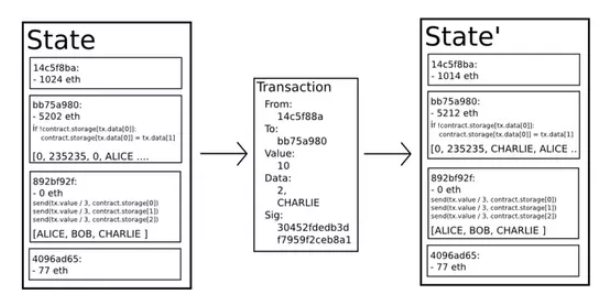 State
14c5f8ba:
- 1024 eth
bb75a980:
- 5202 eth
if !contract.storage[tx.data[0]]:
contract.storage[tx.data[0]] = tx.data[1]
[0, 235235, 0, ALICE ....
892bf92f:
- 0 eth
send(tx.value / 3, contract.storage[0])
send(tx.value / 3, contract.storage[1])
send(tx.value / 3, contract.storage[2])
[ALICE, BOB, CHARLIE ]
4096ad65:
- 77 eth
Transaction
From:
14c5f88a
To:
bb75a980
Value:
10
Data:
2,
CHARLIE
Sig:
30452fdedb3d
f7959f2ceb8a1
State'
14c5f8ba:
- 1014 eth
bb75a980:
- 5212 eth
if !contract.storage[tx.data[0]]:
contract.storage[tx.data[0]] = tx.data[1]
[0, 235235, CHARLIE, ALICE ..
892bf92f:
- 0 eth
send(tx.value / 3, contract.storage[0])
send(tx.value / 3, contract.storage[1])
send(tx.value / 3, contract.storage[2])
[ALICE, BOB, CHARLIE ]
4096ad65:
- 77 eth